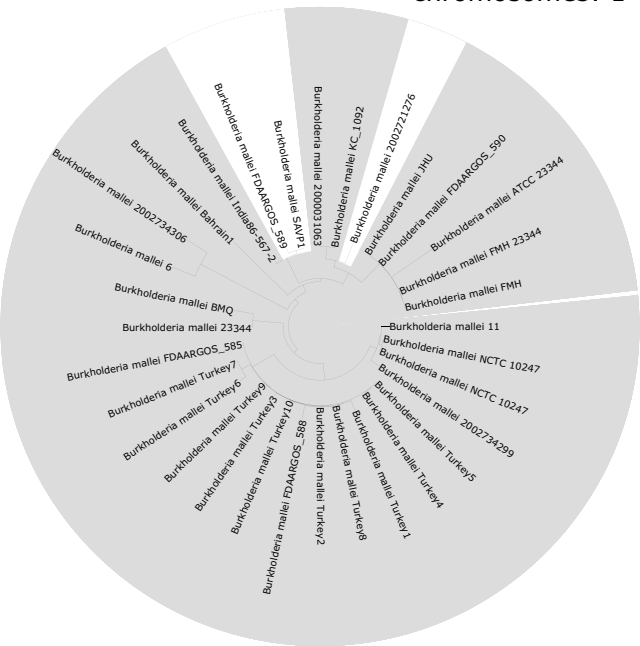 Burkholderia mallei FDAARGOS_589
Burkholderia mallei SAVP1
Burkholderia mallei 2000031063
Burkholderia mallei KC_1092
Burkholderia mallei 2002721276
Burkholderia mallei JHU
Burkholderia mallei FDAARGOS_590
Burkholderia mallei ATCC 23344
Burkholderia mallei FMH 23344
Burkholderia mallei FMH
Burkholderia mallei 11
Burkholderia mallei NCTC 10247
Burkholderia mallei NCTC 10247
Burkholderia mallei 2002734299
Burkholderia mallei Turkey5
Burkholderia mallei Turkey4
Burkholderia mallei Turkey1
Burkholderia mallei Turkey8
Burkholderia mallei Turkey2
Burkholderia mallei FDAARGOS_588
Burkholderia mallei Turkey10
Burkholderia mallei Turkey3
Burkholderia mallei Turkey9
Burkholderia mallei Turkey6
Burkholderia mallei Turkey7
Burkholderia mallei FDAARGOS_585
Burkholderia mallei 23344
Burkholderia mallei BMQ
Burkholderia mallei 6
Burkholderia mallei 2002734306
Burkholderia mallei Bahrain1
Burkholderia mallei India86-567-2